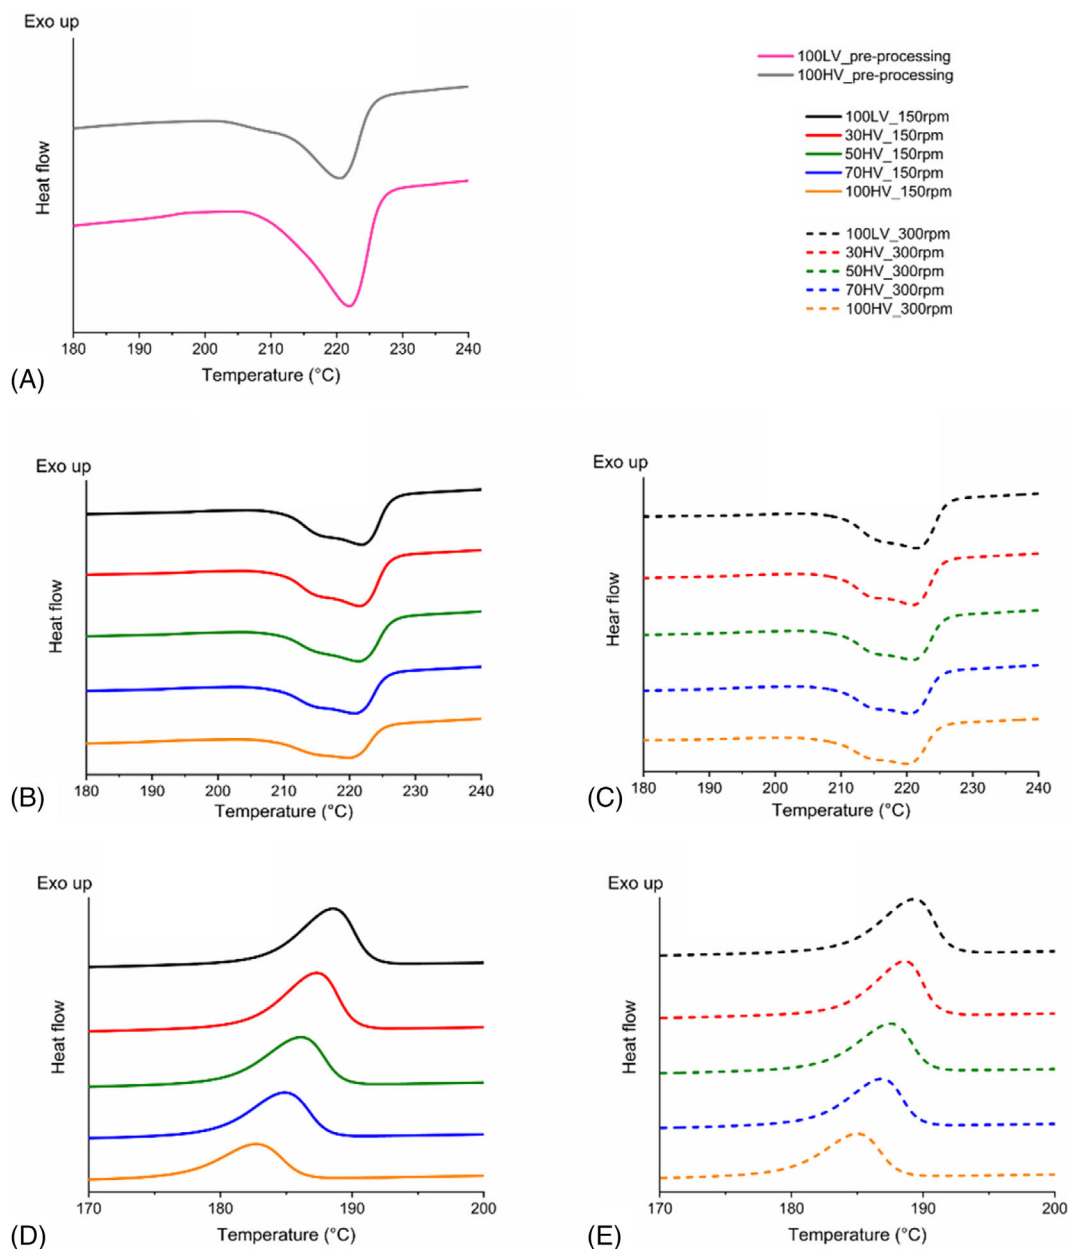 Exo up
Heat flow
180 190 200 210 220 230 240
Temperature (°C)
(A)
100LV_pre-processing
100HV_pre-processing
100LV_150rpm
30HV_150rpm
50HV_150rpm
70HV_150rpm
100HV_150rpm
100LV_300rpm
30HV_300rpm
50HV_300rpm
70HV_300rpm
100HV_300rpm
Exo up
Heat flow
180 190 200 210 220 230 240
Temperature (°C)
(B)
Exo up
Hear flow
180 190 200 210 220 230 240
Temperature (°C)
(C)
Exo up
Heat flow
170 180 190 200
Temperature (°C)
(D)
Exo up
Heat flow
170 180 190 200
Temperature (°C)
(E)